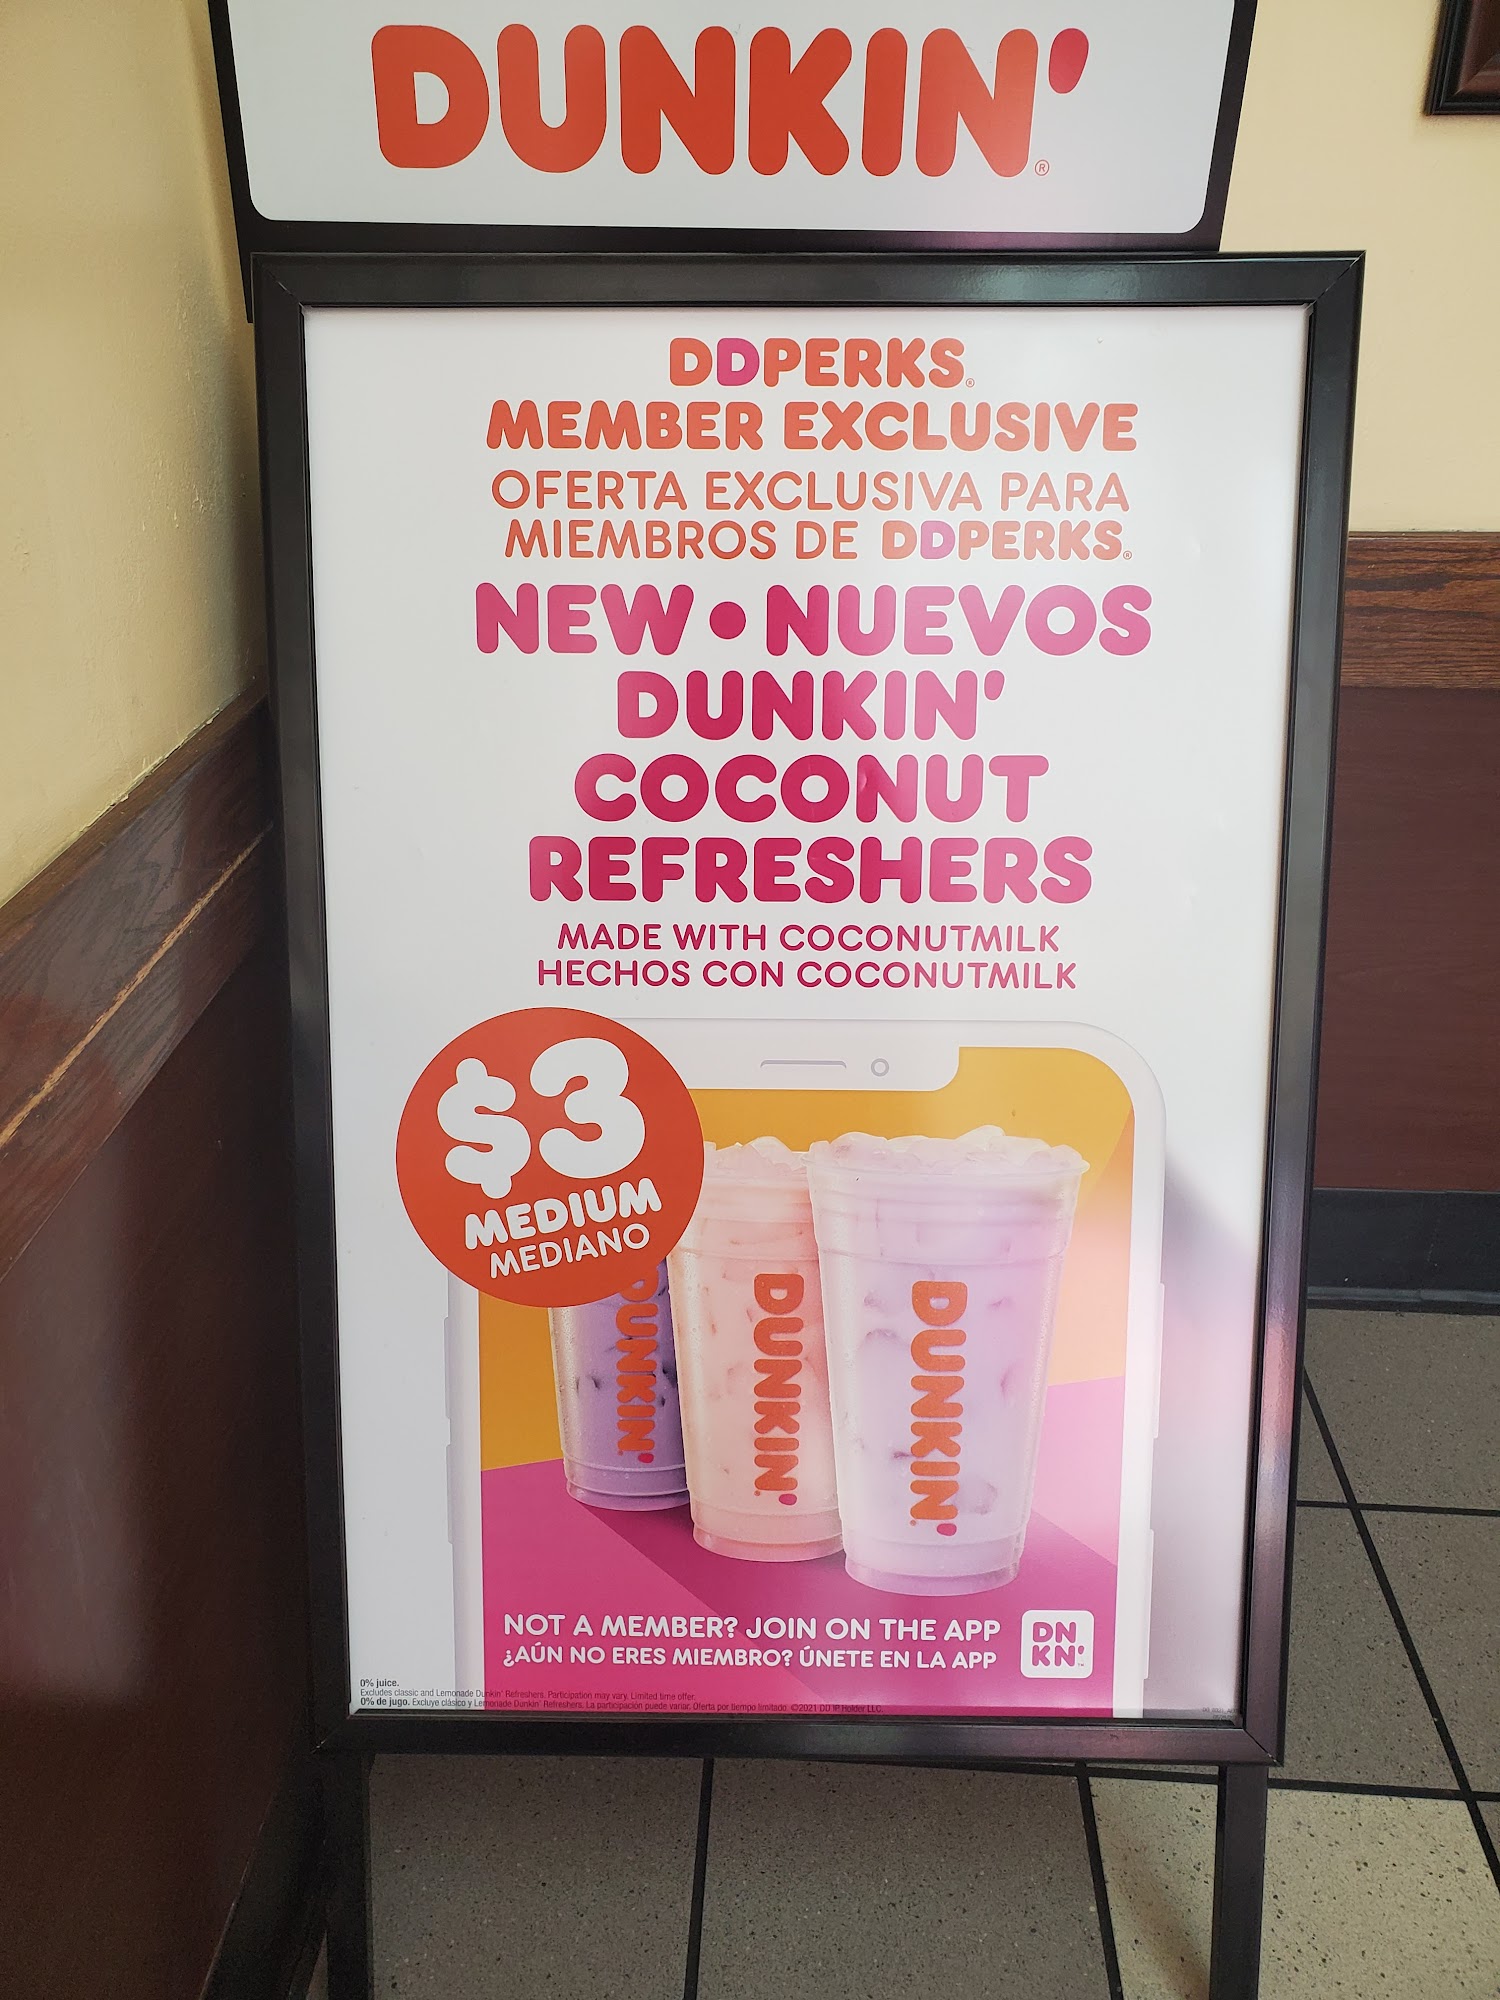 DUNKIN'®
DDPERKS®
MEMBER EXCLUSIVE
OFERTA EXCLUSIVA PARA
MIEMBROS DE DDPERKS®
NEW • NUEVOS
DUNKIN'
COCONUT
REFRESHERS
MADE WITH COCONUTMILK
HECHOS CON COCONUTMILK
$3
MEDIUM
MEDIANO
DUNKIN'
DUNKIN'
DUNKIN'
NOT A MEMBER? JOIN ON THE APP
¿AÚN NO ERES MIEMBRO? ÚNETE EN LA APP
DN
KN'
0% juice.
Excludes classic and Lemonade Dunkin' Refreshers. Participation may vary. Limited time offer.
0% de jugo. Excluye clásico y Lemonade Dunkin' Refreshers. La participación puede variar. Oferta por tiempo limitado. ©2021 DD IP Holder LLC.